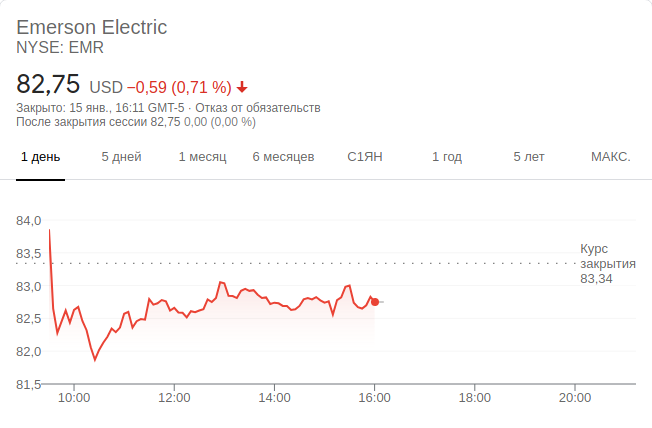 Emerson Electric
NYSE: EMR
82,75 USD −0,59 (0,71 %)
Закрыто: 15 янв., 16:11 GMT-5 · Отказ от обязательств
После закрытия сессии 82,75 0,00 (0,00 %)
1 день 5 дней 1 месяц 6 месяцев С1ЯН 1 год 5 лет МАКС.
84,0
83,5
83,0
82,5
82,0
81,5
Курс
закрытия
83,34
10:00 12:00 14:00 16:00 18:00 20:00